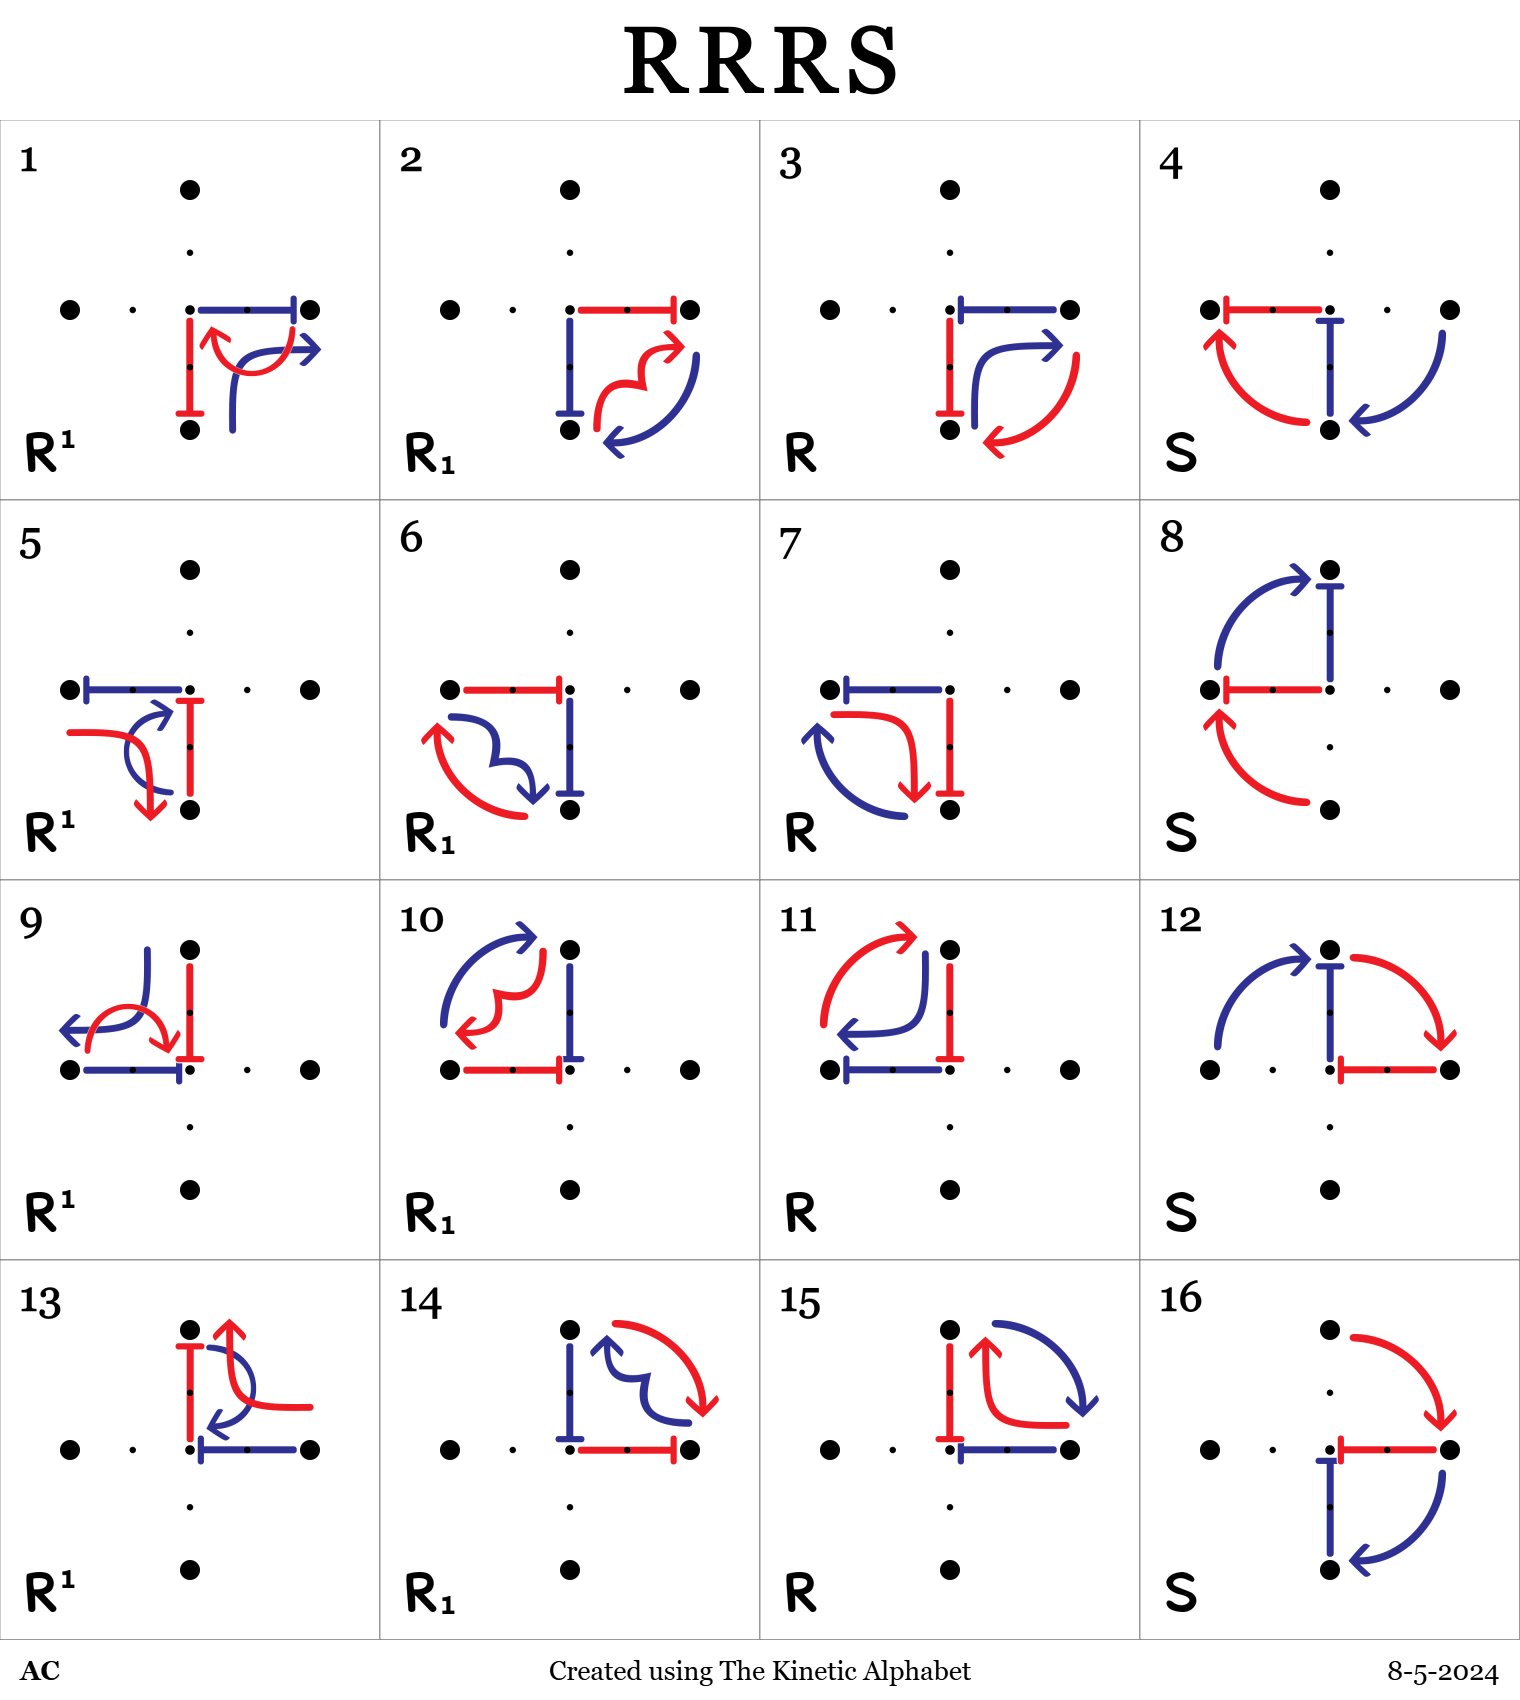 RRRS
1 2 3 4
R¹ R₁ R S
5 6 7 8
R¹ R₁ R S
9 10 11 12
R¹ R₁ R S
13 14 15 16
R¹ R₁ R S
AC Created using The Kinetic Alphabet 8-5-2024